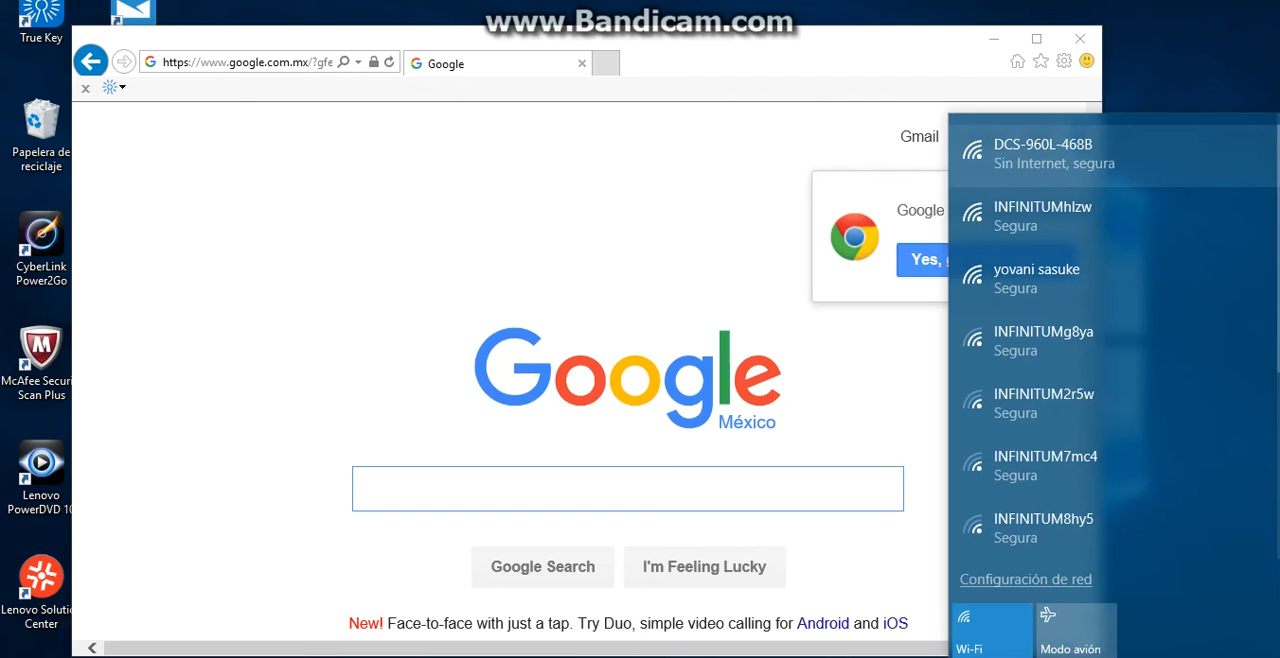 www.Bandicam.com
True Key
Papelera de
reciclaje
CyberLink
Power2Go
McAfee Securi
Scan Plus
Lenovo
PowerDVD 10
Lenovo Soluti
Center
https://www.google.com.mx/?gfe
Google
x
Gmail
Google
Yes,
Google
México
Google Search
I'm Feeling Lucky
New! Face-to-face with just a tap. Try Duo, simple video calling for Android and iOS
DCS-960L-468B
Sin Internet, segura
INFINITUMhlzw
Segura
yovani sasuke
Segura
INFINITUMg8ya
Segura
INFINITUM2r5w
Segura
INFINITUM7mc4
Segura
INFINITUM8hy5
Segura
Configuración de red
Wi-Fi
Modo avión